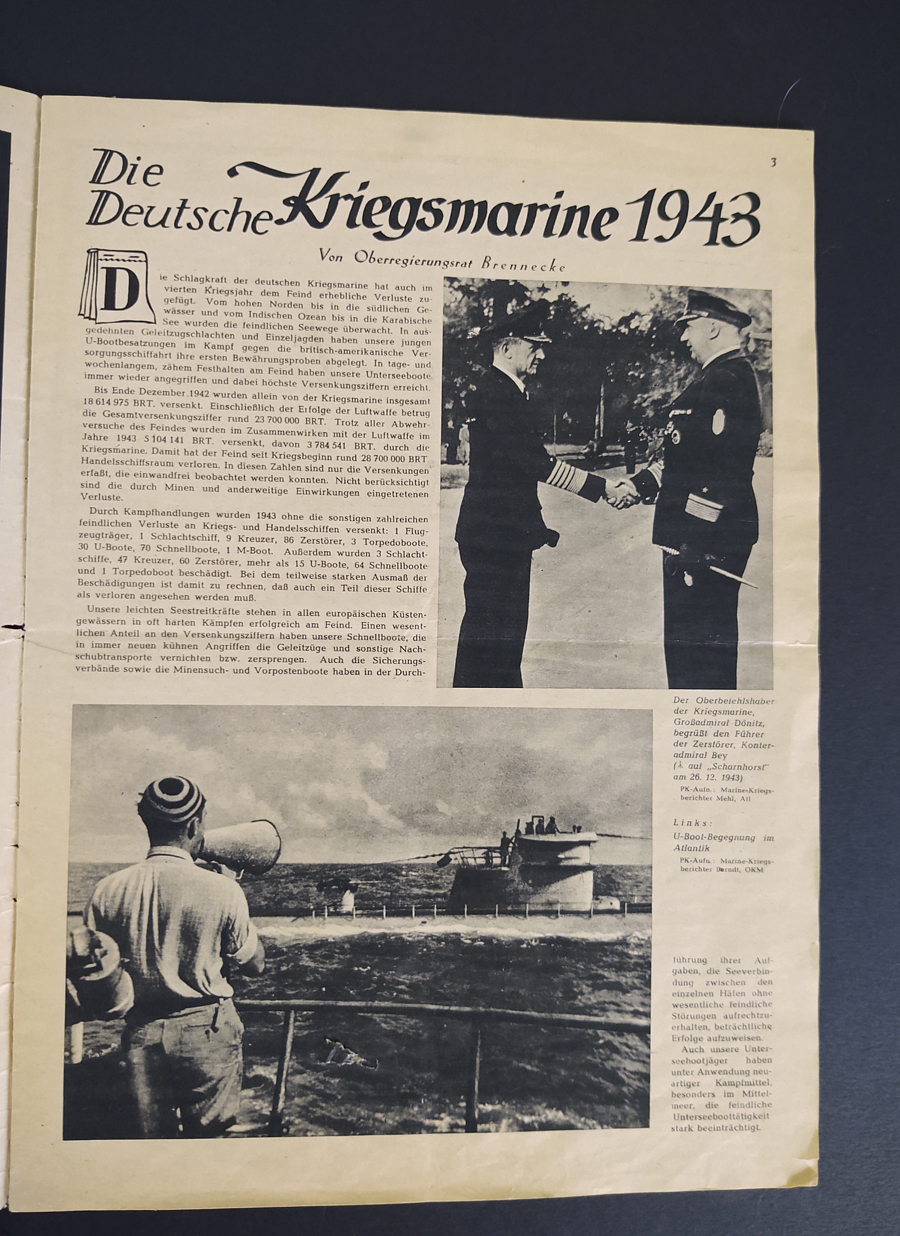 3
Die
Deutsche Kriegsmarine 1943
Von Oberregierungsrat Brennecke
Die Schlagkraft der deutschen Kriegsmarine hat auch im
vierten Kriegsjahr dem Feind erhebliche Verluste zu-
gefügt. Vom hohen Norden bis in die südlichen Ge-
wässer und vom Indischen Ozean bis in die Karabische
See wurden die feindlichen Seewege überwacht. In aus-
gedehnten Geleitzugschlachten und Einzeljagden haben unsere jungen
U-Bootbesatzungen im Kampf gegen die britisch-amerikanische Ver-
sorgungsschiffahrt ihre ersten Bewährungsproben abgelegt. In tage- und
wochenlangem, zähem Festhalten am Feind haben unsere Unterseeboote
immer wieder angegriffen und dabei höchste Versenkungsziffern erreicht.
Bis Ende Dezember 1942 wurden allein von der Kriegsmarine insgesamt
18 614 975 BRT. versenkt. Einschließlich der Erfolge der Luftwaffe betrug
die Gesamtversenkungsziffer rund 23 700 000 BRT. Trotz aller Abwehr-
versuche des Feindes wurden im Zusammenwirken mit der Luftwaffe im
Jahre 1943 5 104 141 BRT. versenkt, davon 3 784 541 BRT. durch die
Kriegsmarine. Damit hat der Feind seit Kriegsbeginn rund 28 700 000 BRT.
Handelsschiffsraum verloren. In diesen Zahlen sind nur die Versenkungen
erfaßt, die einwandfrei beobachtet werden konnten. Nicht berücksichtigt
sind die durch Minen und anderweitige Einwirkungen eingetretenen
Verluste.
Durch Kampfhandlungen wurden 1943 ohne die sonstigen zahlreichen
feindlichen Verluste an Kriegs- und Handelsschiffen versenkt: 1 Flug-
zeugträger, 1 Schlachtschiff, 9 Kreuzer, 86 Zerstörer, 3 Torpedoboote,
30 U-Boote, 70 Schnellboote, 1 M-Boot. Außerdem wurden 3 Schlacht-
schiffe, 47 Kreuzer, 60 Zerstörer, mehr als 15 U-Boote, 64 Schnellboote
und 1 Torpedoboot beschädigt. Bei dem teilweise starken Ausmaß der
Beschädigungen ist damit zu rechnen, daß auch ein Teil dieser Schiffe
als verloren angesehen werden muß.
Unsere leichten Seestreitkräfte stehen in allen europäischen Küsten-
gewässern in oft harten Kämpfen erfolgreich am Feind. Einen wesent-
lichen Anteil an den Versenkungsziffern haben unsere Schnellboote, die
in immer neuen kühnen Angriffen die Geleitzüge und sonstige Nach-
schubtransporte vernichten bzw. zersprengen. Auch die Sicherungs-
verbände sowie die Minensuch- und Vorpostenboote haben in der Durch-
Der Oberbefehlshaber
der Kriegsmarine,
Großadmiral Dönitz,
begrüßt den Führer
der Zerstörer, Konter-
admiral Bey
( auf „Scharnhorst"
am 26. 12. 1943)
PK-Aufn.: Marine-Kriegs-
berichter Mehl, Atl
Links:
U-Boot-Begegnung im
Atlantik
PK-Aufn.: Marine-Kriegs-
berichter OKM
führung ihrer Auf-
gaben, die Seeverbin-
dung zwischen den
einzelnen Häfen ohne
wesentliche feindliche
Störungen aufrechtzu-
erhalten, beträchtliche
Erfolge aufzuweisen.
Auch unsere Unter-
seebootjäger haben
unter Anwendung neu-
artiger Kampfmittel,
besonders im Mittel-
meer, die feindliche
Unterseeboottätigkeit
stark beeinträchtigt.